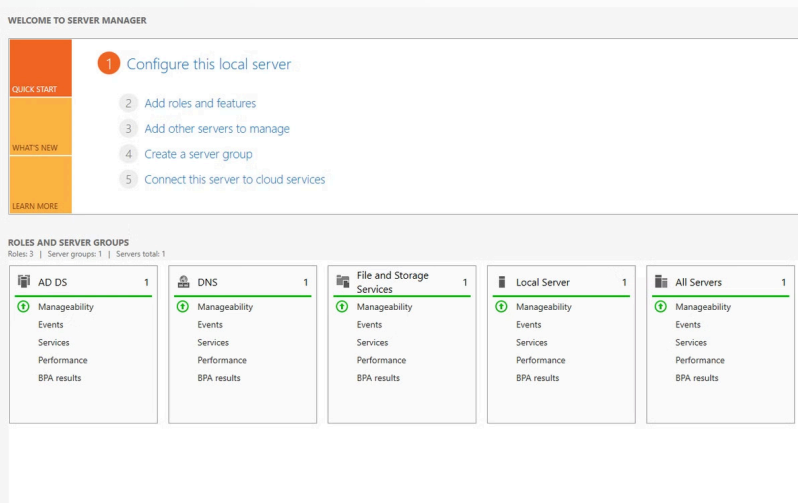 WELCOME TO SERVER MANAGER
QUICK START
WHAT'S NEW
LEARN MORE
1 Configure this local server
2 Add roles and features
3 Add other servers to manage
4 Create a server group
5 Connect this server to cloud services
ROLES AND SERVER GROUPS
Roles: 3 | Server groups: 1 | Servers total: 1
AD DS 1
Manageability
Events
Services
Performance
BPA results
DNS 1
Manageability
Events
Services
Performance
BPA results
File and Storage
Services 1
Manageability
Events
Services
Performance
BPA results
Local Server 1
Manageability
Events
Services
Performance
BPA results
All Servers 1
Manageability
Events
Services
Performance
BPA results